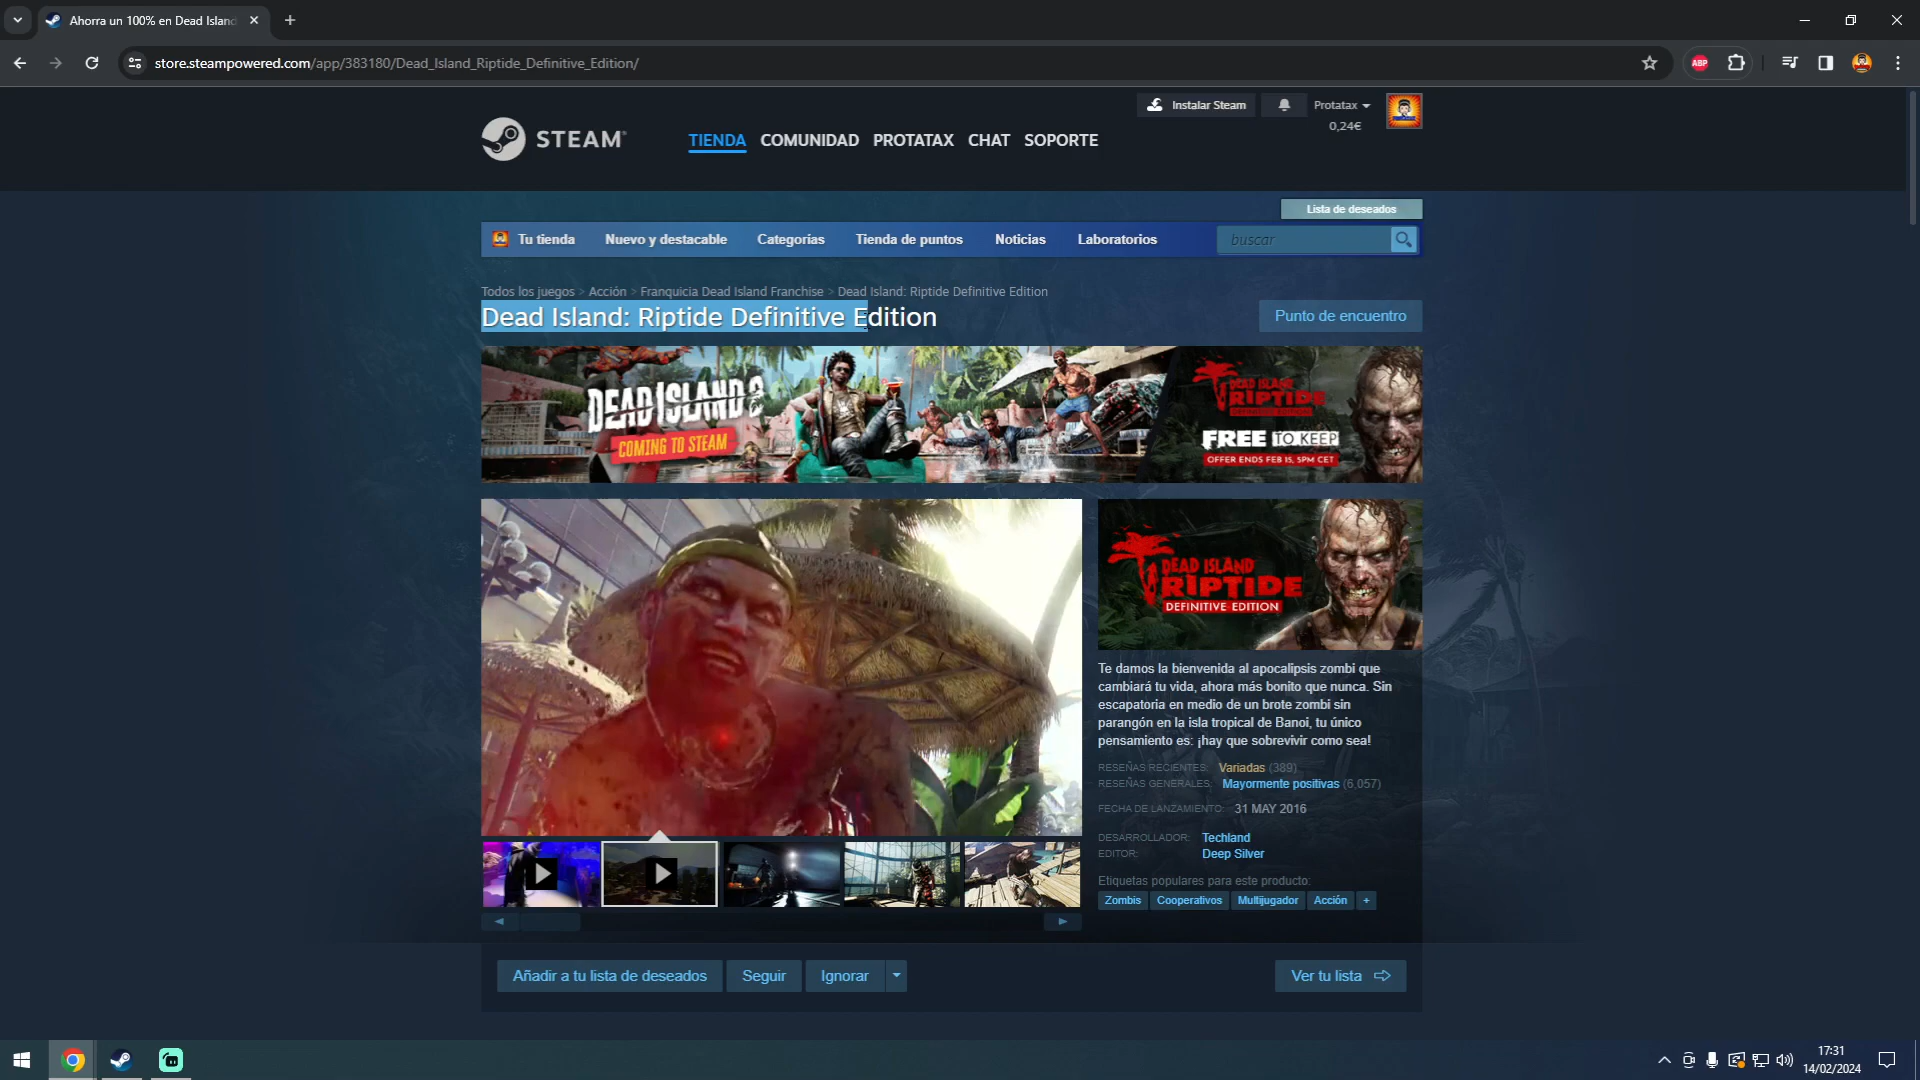 Ahorra un 100% en Dead Island
store.steampowered.com/app/383180/Dead_Island_Riptide_Definitive_Edition/
ABP
Instalar Steam
Protatax
0,24€
STEAM
TIENDA
COMUNIDAD
PROTATAX
CHAT
SOPORTE
Lista de deseados
Tu tienda
Nuevo y destacable
Categorías
Tienda de puntos
Noticias
Laboratorios
buscar
Todos los juegos > Acción > Franquicia Dead Island Franchise > Dead Island: Riptide Definitive Edition
Dead Island: Riptide Definitive Edition
Punto de encuentro
DEAD ISLAND 2
COMING TO STEAM
DEAD ISLAND
RIPTIDE
DEFINITIVE EDITION
FREE TO KEEP
OFFER ENDS FEB 15, 5PM CET
DEAD ISLAND
RIPTIDE
DEFINITIVE EDITION
Te damos la bienvenida al apocalipsis zombi que
cambiará tu vida, ahora más bonito que nunca. Sin
escapatoria en medio de un brote zombi sin
parangón en la isla tropical de Banoi, tu único
pensamiento es: ¡hay que sobrevivir como sea!
RESEÑAS RECIENTES: Variadas (389)
RESEÑAS GENERALES: Mayormente positivas (6,057)
FECHA DE LANZAMIENTO: 31 MAY 2016
DESARROLLADOR: Techland
EDITOR: Deep Silver
Etiquetas populares para este producto:
Zombis
Cooperativos
Multijugador
Acción
+
Añadir a tu lista de deseados
Seguir
Ignorar
Ver tu lista
17:31
14/02/2024